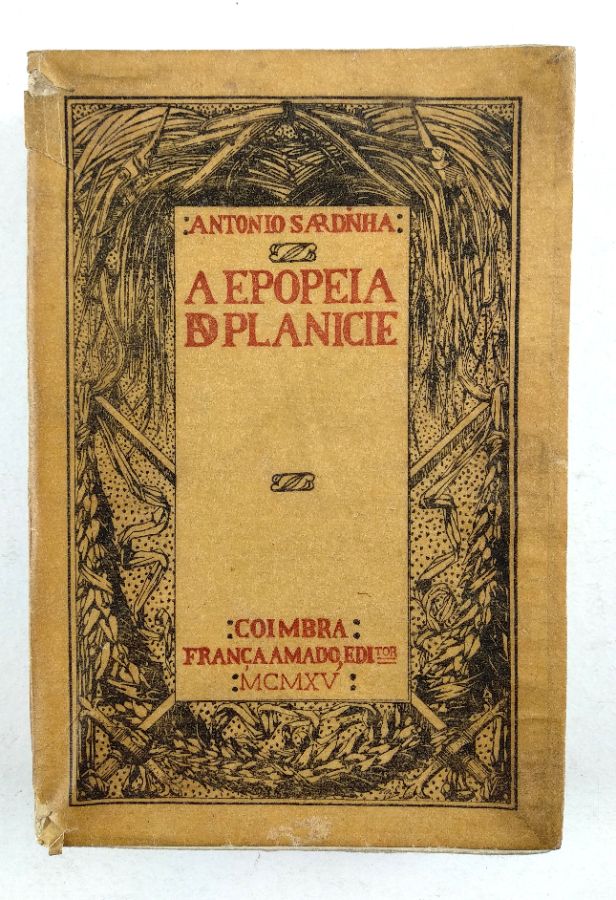 :ANTONIO SARDINHA:
A EPOPEIA
DA PLANICIE
:COIMBRA:
FRANÇA AMADO, EDITOR
:MCMXV: